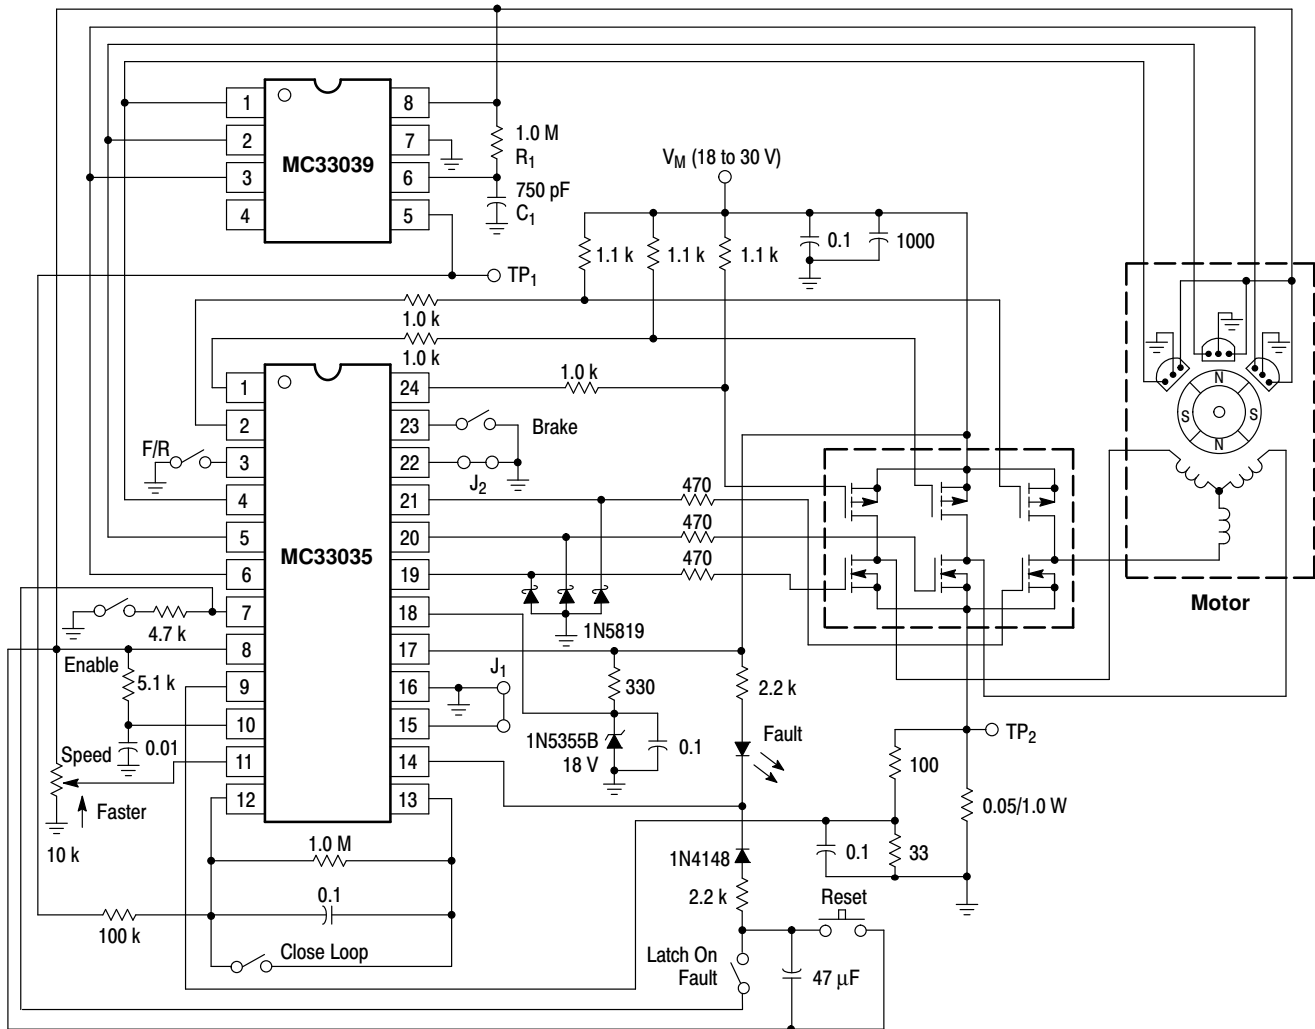 1
2
3
4
MC33039
8
7
6
5
1.0 M
R₁
750 pF
C₁
TP₁
V_M (18 to 30 V)
1.1 k
1.1 k
1.1 k
0.1
1000
1.0 k
1.0 k
1.0 k
F/R
1
2
3
4
5
6
7
8
9
10
11
12
MC33035
24
23
22
21
20
19
18
17
16
15
14
13
Brake
J₂
470
470
470
1N5819
4.7 k
Enable
5.1 k
0.01
Speed
Faster
10 k
J₁
330
1N5355B
18 V
0.1
2.2 k
Fault
TP₂
100
0.05/1.0 W
0.1
33
1N4148
2.2 k
Reset
Latch On
Fault
47 µF
1.0 M
0.1
100 k
Close Loop
N
S
S
N
Motor